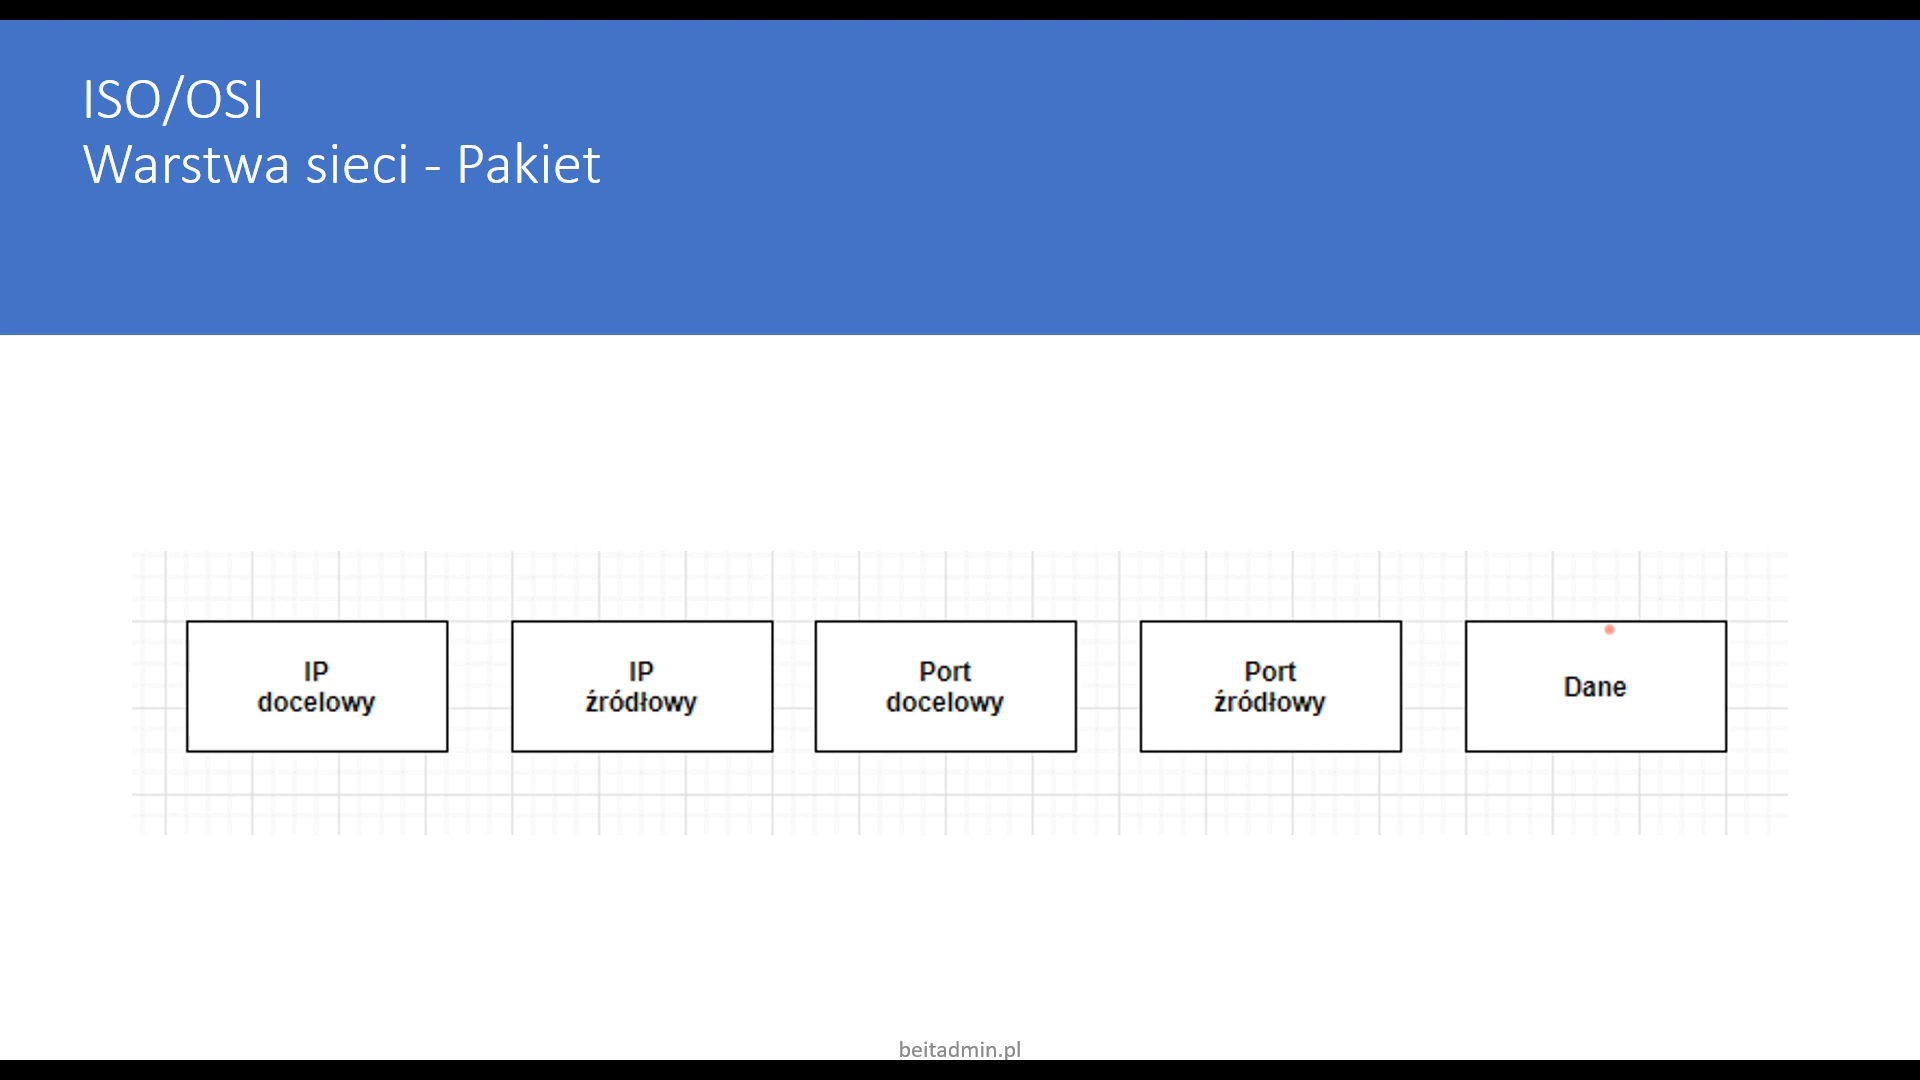 ISO/OSI
Warstwa sieci - Pakiet
IP
docelowy
IP
źródłowy
Port
docelowy
Port
źródłowy
Dane
beitadmin.pl